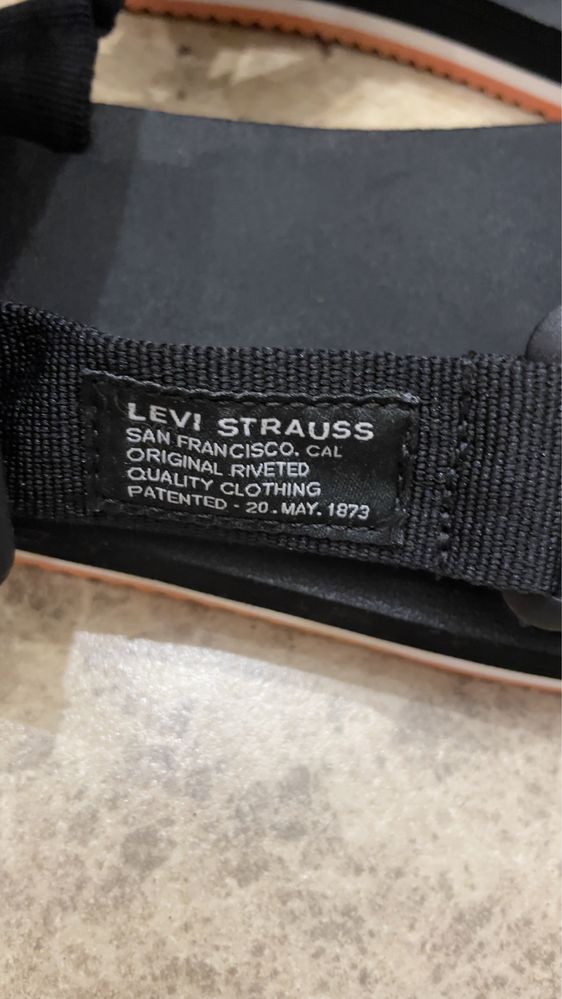 LEVI STRAUSS
SAN FRANCISCO, CAL
ORIGINAL RIVETED
QUALITY CLOTHING
PATENTED - 20. MAY. 1873